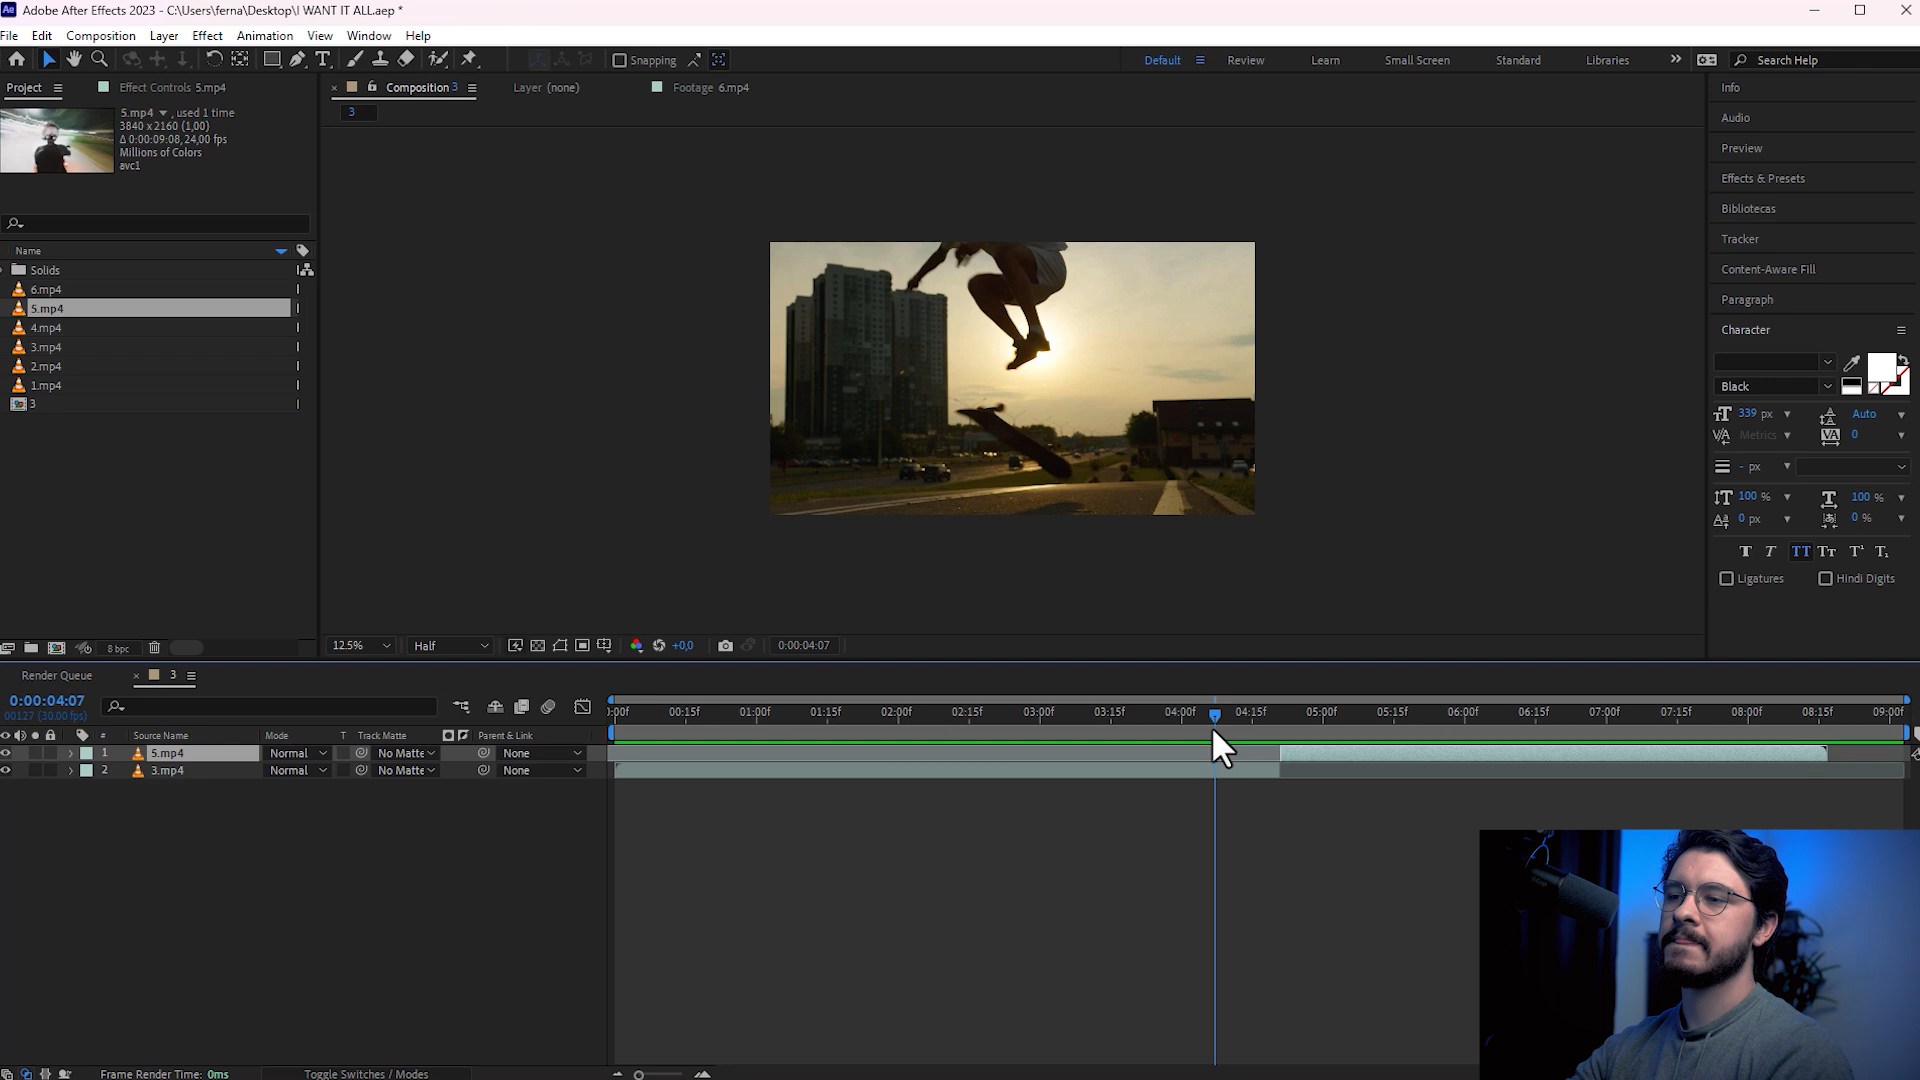 Adobe After Effects 2023 - C:\Users\ferna\Desktop\I WANT IT ALL.aep *
File Edit Composition Layer Effect Animation View Window Help
Snapping
Default Review Learn Small Screen Standard Libraries Search Help
Project Effect Controls 5.mp4
Composition 3 Layer (none) Footage 6.mp4
3
5.mp4 , used 1 time
3840 x 2160 (1,00)
Δ 0:00:09:08, 24,00 fps
Millions of Colors
avc1
Name
Solids
6.mp4
5.mp4
4.mp4
3.mp4
2.mp4
1.mp4
3
8 bpc
12.5% Half +0,0 0:00:04:07
Info
Audio
Preview
Effects & Presets
Bibliotecas
Tracker
Content-Aware Fill
Paragraph
Character
Black
339 px Auto
Metrics 0
- px
100 % 100 %
0 px 0 %
T T TT Tr T¹ T₁
Ligatures Hindi Digits
Render Queue 3
0:00:04:07
00127 (30.00 fps)
# Source Name Mode T Track Matte Parent & Link
1 5.mp4 Normal No Matte None
2 3.mp4 Normal No Matte None
:00f 00:15f 01:00f 01:15f 02:00f 02:15f 03:00f 03:15f 04:00f 04:15f 05:00f 05:15f 06:00f 06:15f 07:00f 07:15f 08:00f 08:15f 09:00f
Frame Render Time: 0ms Toggle Switches / Modes